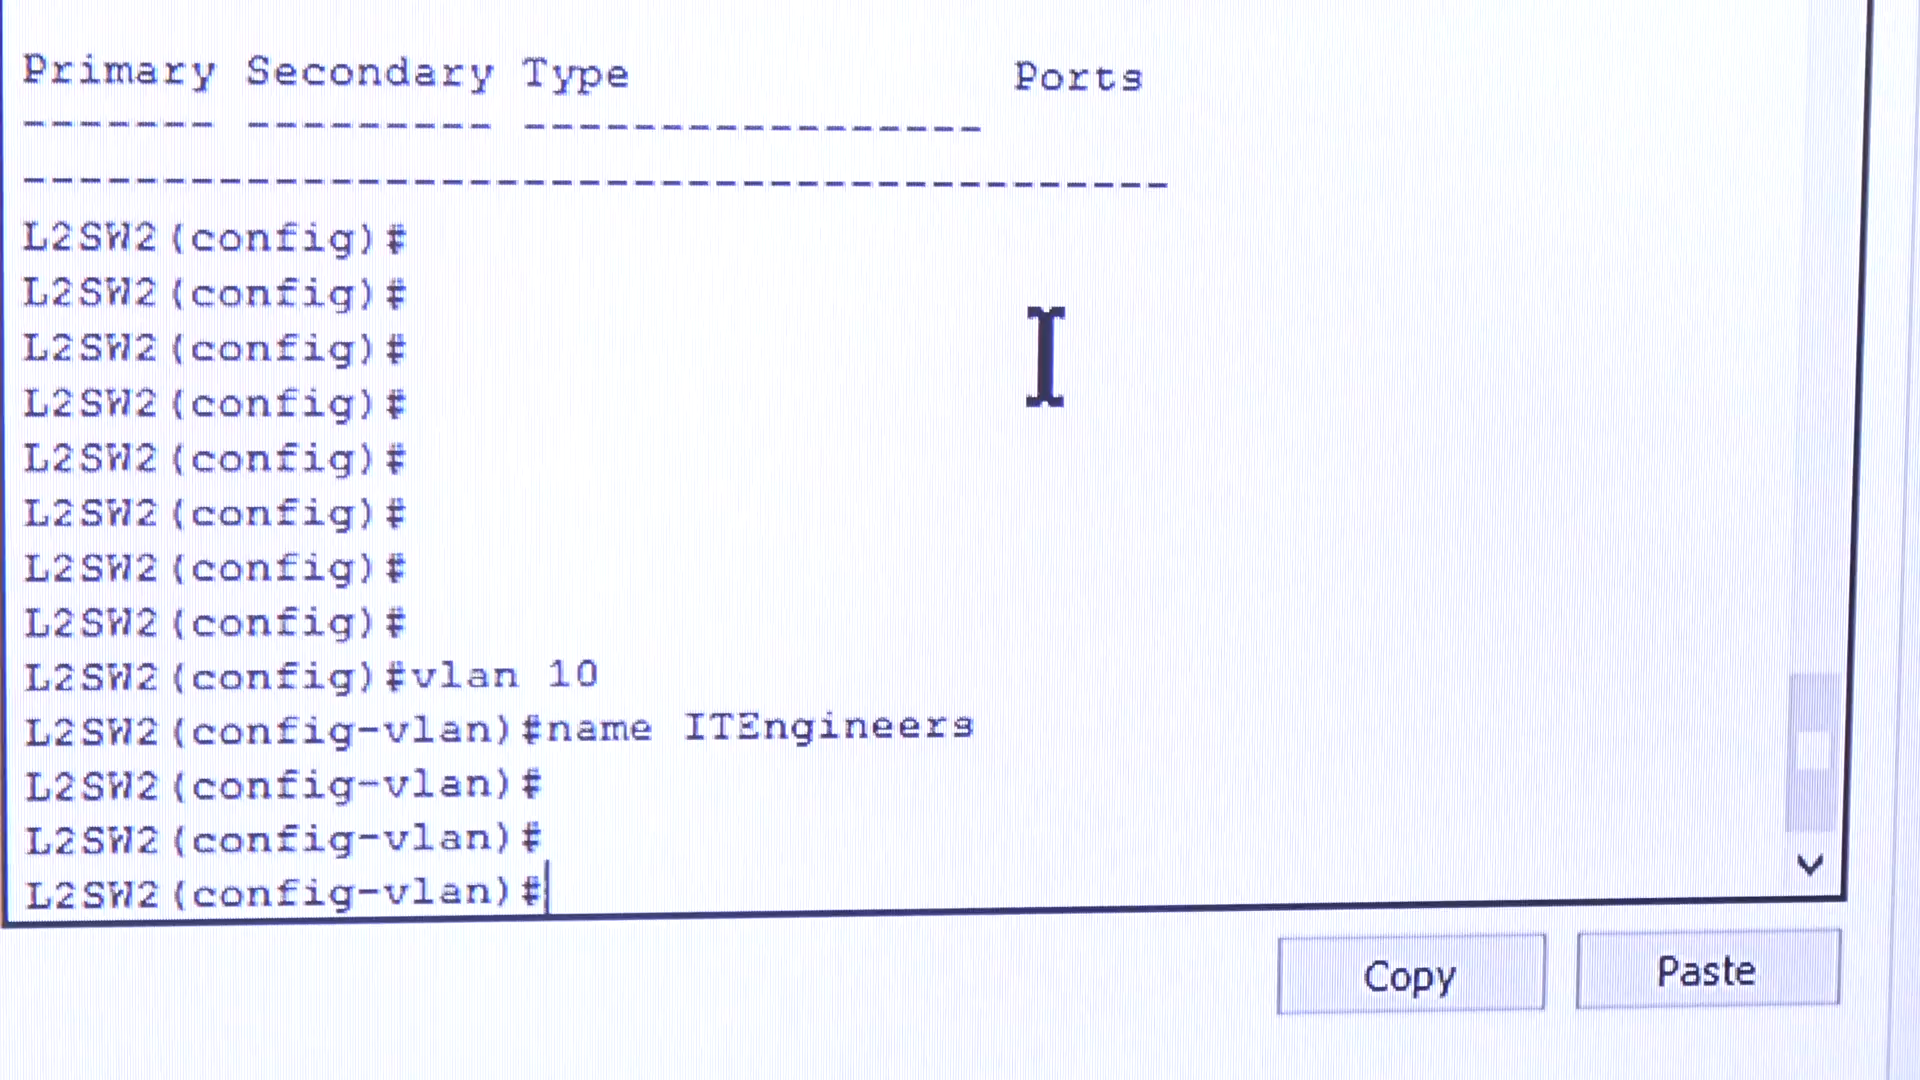 Primary Secondary Type              Ports
------- --------- -----------------
------------------------------------------
L2SW2(config)#
L2SW2(config)#
L2SW2(config)#
L2SW2(config)#
L2SW2(config)#
L2SW2(config)#
L2SW2(config)#
L2SW2(config)#
L2SW2(config)#vlan 10
L2SW2(config-vlan)#name ITEngineers
L2SW2(config-vlan)#
L2SW2(config-vlan)#
L2SW2(config-vlan)#
Copy Paste